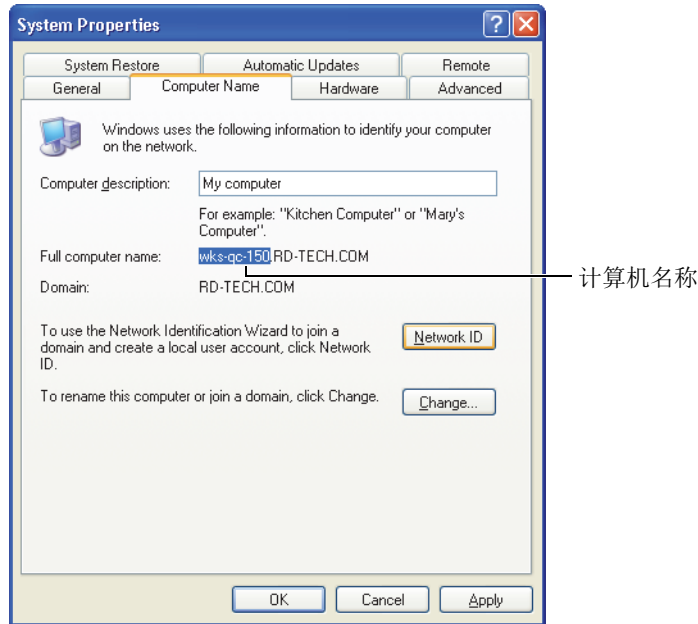 System Properties
System Restore Automatic Updates Remote
General Computer Name Hardware Advanced
Windows uses the following information to identify your computer
on the network.
Computer description: My computer
For example: "Kitchen Computer" or "Mary's
Computer".
Full computer name: wks-qc-150.RD-TECH.COM
计算机名称
Domain: RD-TECH.COM
To use the Network Identification Wizard to join a
domain and create a local user account, click Network
ID.
Network ID
To rename this computer or join a domain, click Change.
Change...
OK Cancel Apply